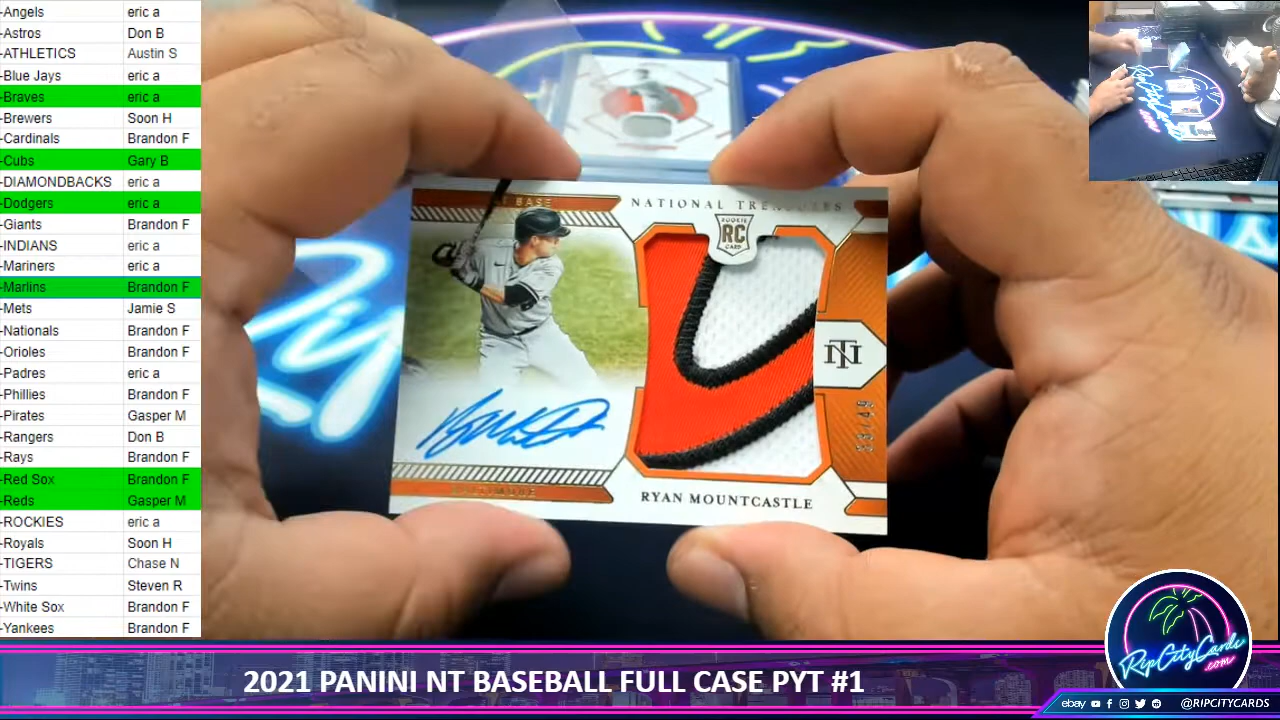 -Angels eric a
-Astros Don B
-ATHLETICS Austin S
-Blue Jays eric a
-Braves eric a
-Brewers Soon H
-Cardinals Brandon F
-Cubs Gary B
-DIAMONDBACKS eric a
-Dodgers eric a
-Giants Brandon F
-INDIANS eric a
-Mariners eric a
-Marlins Brandon F
-Mets Jamie S
-Nationals Brandon F
-Orioles Brandon F
-Padres eric a
-Phillies Brandon F
-Pirates Gasper M
-Rangers Don B
-Rays Brandon F
-Red Sox Brandon F
-Reds Gasper M
-ROCKIES eric a
-Royals Soon H
-TIGERS Chase N
-Twins Steven R
-White Sox Brandon F
-Yankees Brandon F
BASE
NATIONAL TREASURES
ROOKIE
RC
CARD
NT
BALTIMORE
RYAN MOUNTCASTLE
RipCityCards
.com
2021 PANINI NT BASEBALL FULL CASE PYT #1
ebay @RIPCITYCARDS